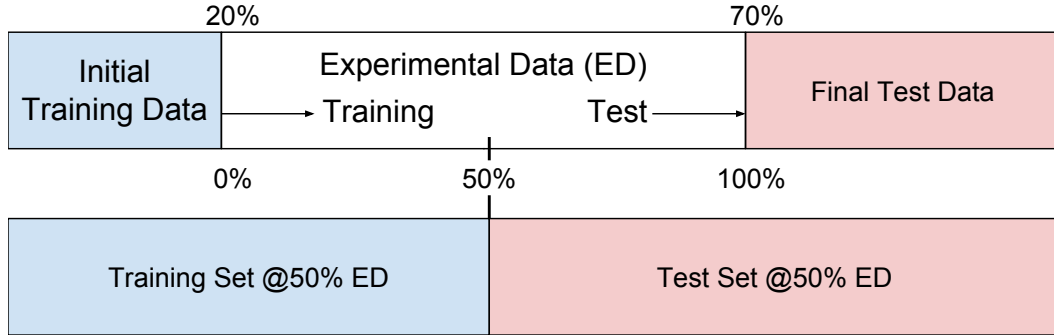 20%
70%
Initial
Training Data
Experimental Data (ED)
Training
Test
Final Test Data
0%
50%
100%
Training Set @50% ED
Test Set @50% ED